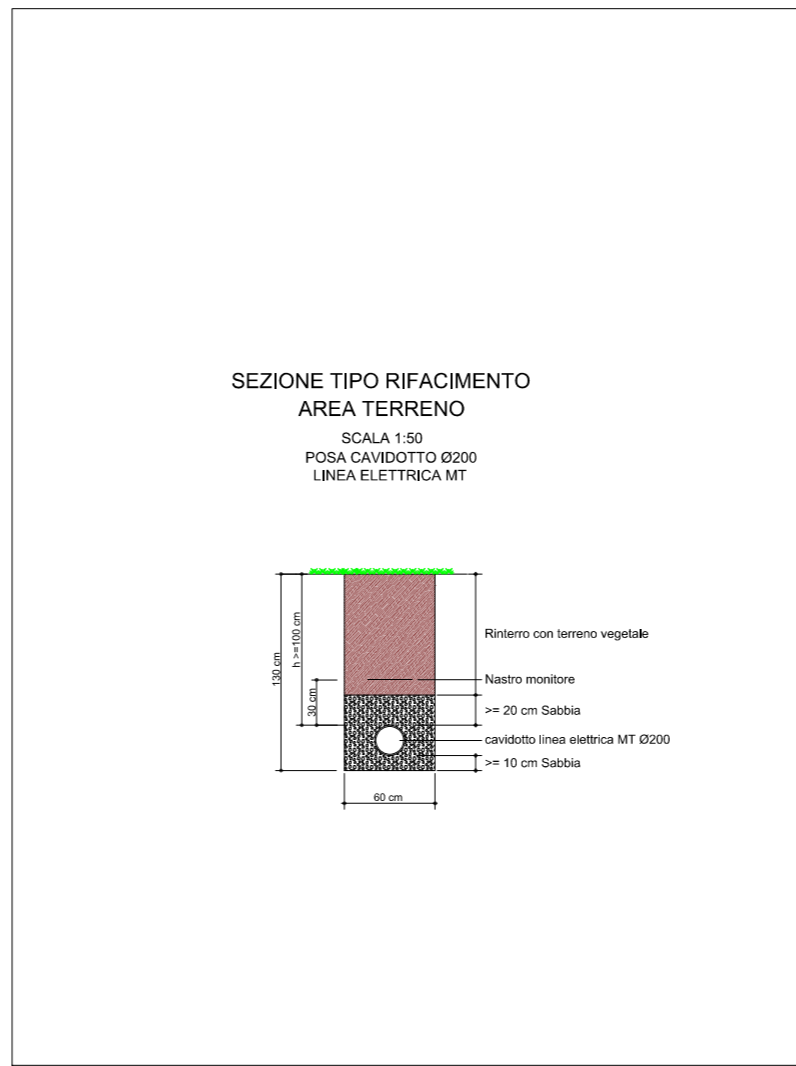 SEZIONE TIPO RIFACIMENTO
AREA TERRENO
SCALA 1:50
POSA CAVIDOTTO Ø200
LINEA ELETTRICA MT
130 cm
h >=100 cm
30 cm
Rinterro con terreno vegetale
Nastro monitore
>= 20 cm Sabbia
cavidotto linea elettrica MT Ø200
>= 10 cm Sabbia
60 cm